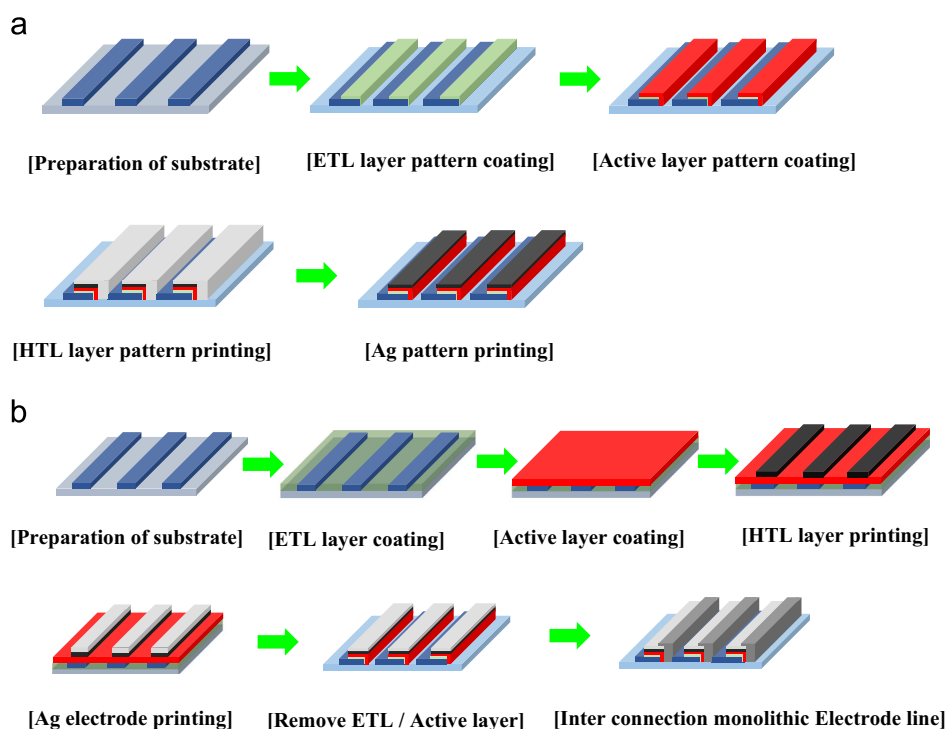 a
[Preparation of substrate]
[ETL layer pattern coating]
[Active layer pattern coating]
[HTL layer pattern printing]
[Ag pattern printing]
b
[Preparation of substrate]
[ETL layer coating]
[Active layer coating]
[HTL layer printing]
[Ag electrode printing]
[Remove ETL / Active layer]
[Inter connection monolithic Electrode line]